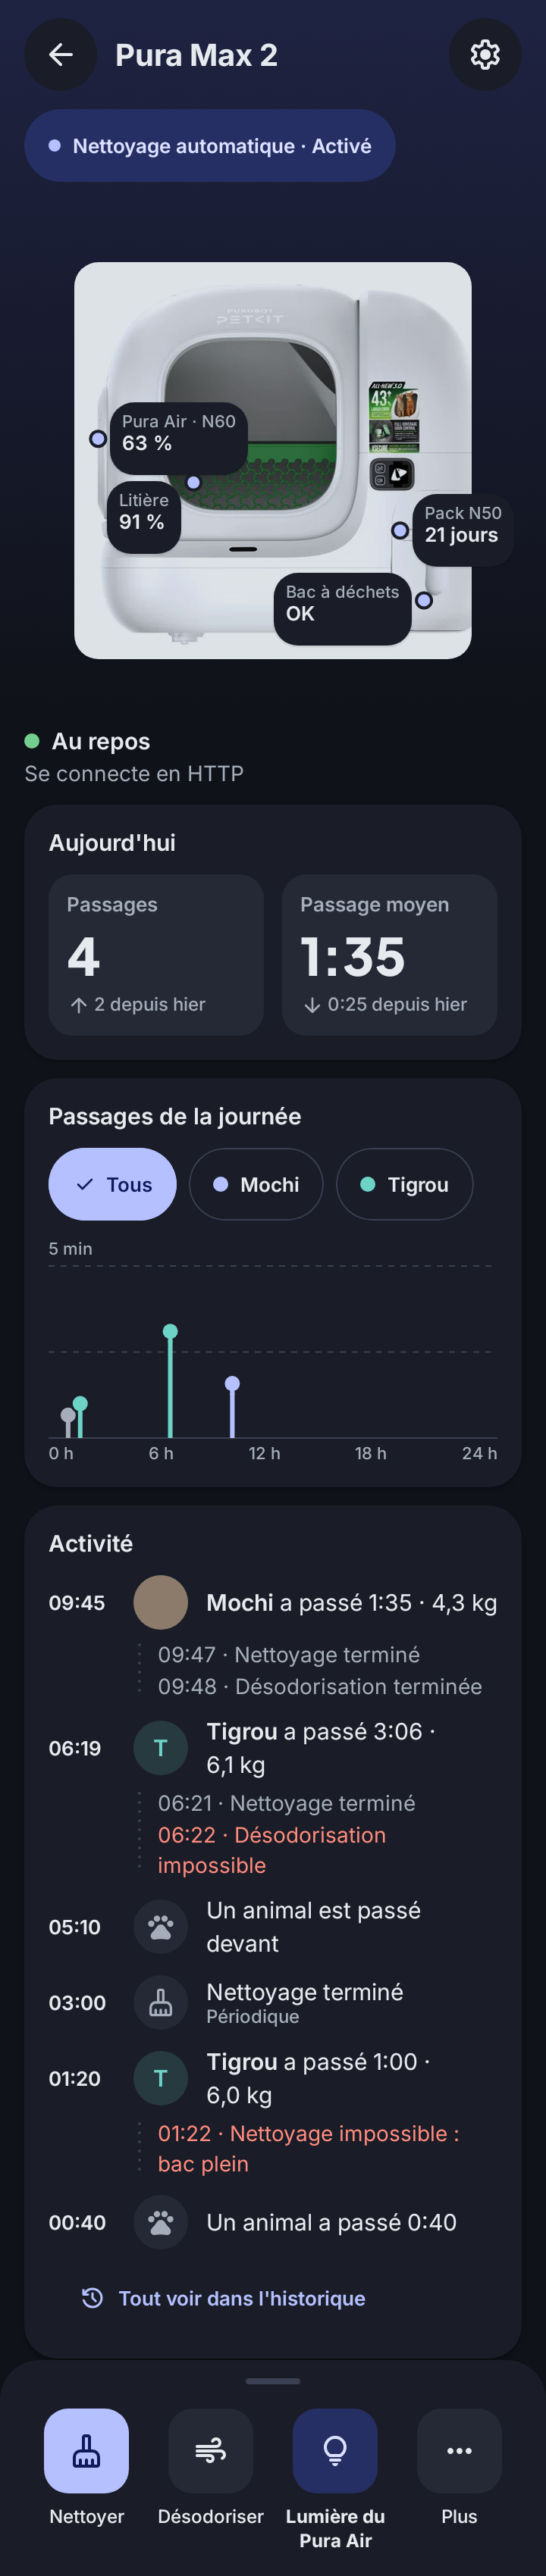 Pura Max 2
Nettoyage automatique · Activé
PUROBOT
PETKIT
ALL-NEW 3.0
43
Pura Air · N60
63 %
Litière
91 %
Pack N50
21 jours
Bac à déchets
OK
Au repos
Se connecte en HTTP
Aujourd'hui
Passages
4
↑ 2 depuis hier
Passage moyen
1:35
↓ 0:25 depuis hier
Passages de la journée
Tous
Mochi
Tigrou
5 min
0 h 6 h 12 h 18 h 24 h
Activité
09:45 Mochi a passé 1:35 · 4,3 kg
09:47 · Nettoyage terminé
09:48 · Désodorisation terminée
06:19 T Tigrou a passé 3:06 ·
6,1 kg
06:21 · Nettoyage terminé
06:22 · Désodorisation
impossible
05:10 Un animal est passé
devant
03:00 Nettoyage terminé
Périodique
01:20 T Tigrou a passé 1:00 ·
6,0 kg
01:22 · Nettoyage impossible :
bac plein
00:40 Un animal a passé 0:40
Tout voir dans l'historique
Nettoyer
Désodoriser
Lumière du
Pura Air
Plus